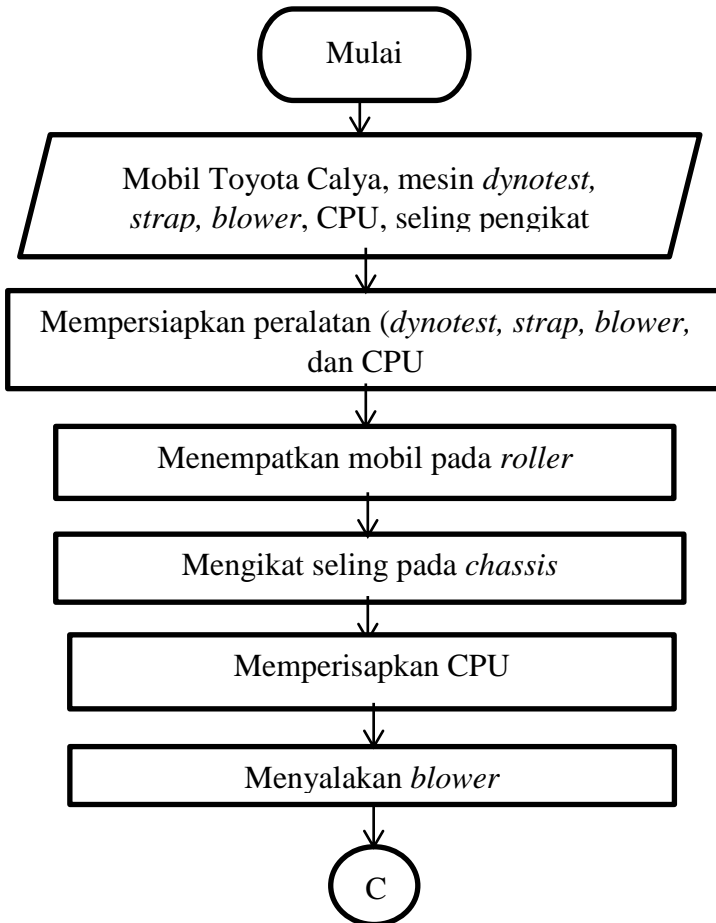 Mulai
Mobil Toyota Calya, mesin dynotest,
strap, blower, CPU, seling pengikat
Mempersiapkan peralatan (dynotest, strap, blower,
dan CPU
Menempatkan mobil pada roller
Mengikat seling pada chassis
Memperisapkan CPU
Menyalakan blower
C